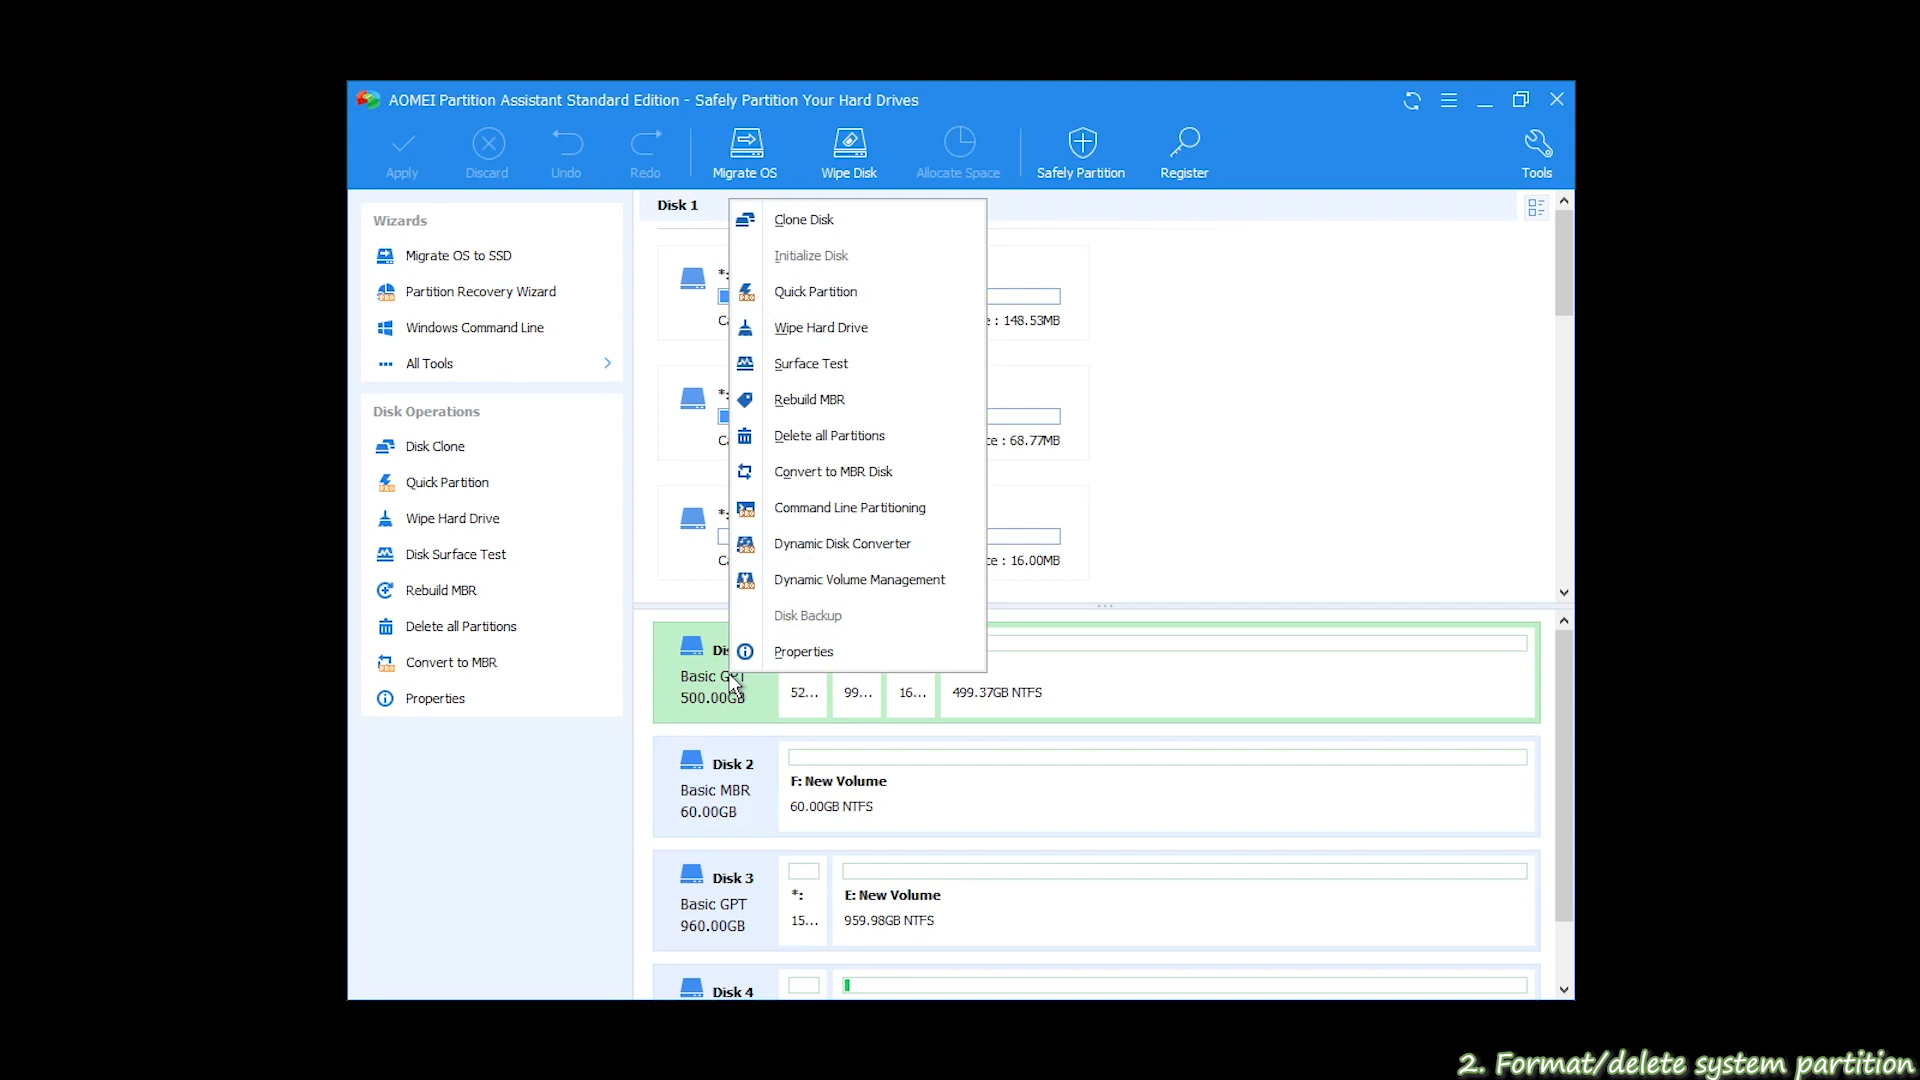 AOMEI Partition Assistant Standard Edition - Safely Partition Your Hard Drives
Apply
Discard
Undo
Redo
Migrate OS
Wipe Disk
Allocate Space
Safely Partition
Register
Tools
Wizards
Migrate OS to SSD
Partition Recovery Wizard
Windows Command Line
All Tools
Disk Operations
Disk Clone
Quick Partition
Wipe Hard Drive
Disk Surface Test
Rebuild MBR
Delete all Partitions
Convert to MBR
Properties
Disk 1
*:
: 148.53MB
*:
: 68.77MB
: 16.00MB
Clone Disk
Initialize Disk
Quick Partition
Wipe Hard Drive
Surface Test
Rebuild MBR
Delete all Partitions
Convert to MBR Disk
Command Line Partitioning
Dynamic Disk Converter
Dynamic Volume Management
Disk Backup
Properties
Basic GPT
500.00GB
52...
99...
16...
499.37GB NTFS
Disk 2
Basic MBR
60.00GB
F: New Volume
60.00GB NTFS
Disk 3
Basic GPT
960.00GB
*:
15...
E: New Volume
959.98GB NTFS
Disk 4
2. Format/delete system partition